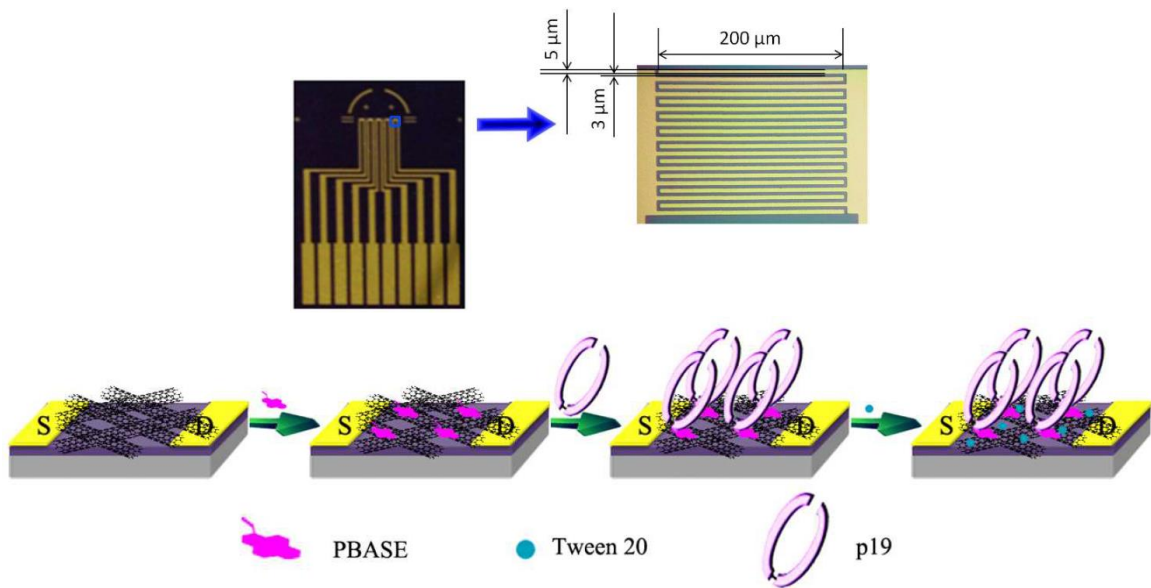 5 µm
200 µm
3 µm
S D
S D
S D
S D
PBASE
Tween 20
p19